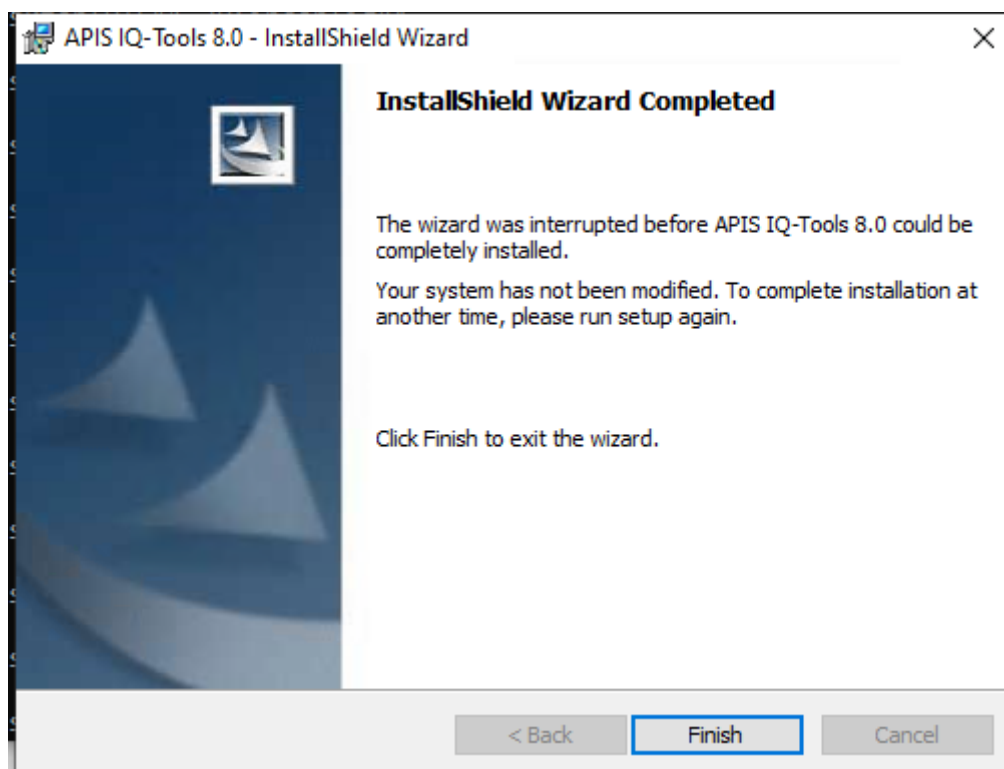 APIS IQ-Tools 8.0 - InstallShield Wizard
InstallShield Wizard Completed
The wizard was interrupted before APIS IQ-Tools 8.0 could be
completely installed.
Your system has not been modified. To complete installation at
another time, please run setup again.
Click Finish to exit the wizard.
< Back
Finish
Cancel